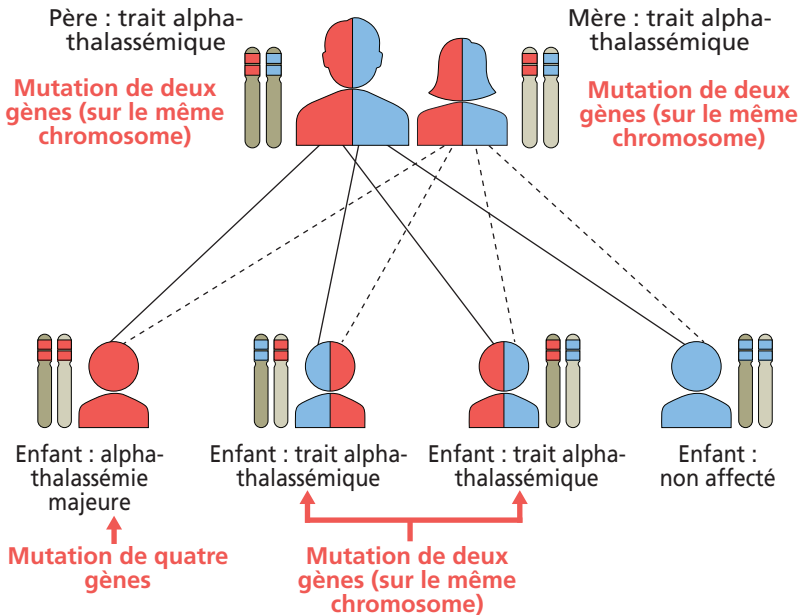 Père : trait alpha-
thalassémique
Mutation de deux
gènes (sur le même
chromosome)
Mère : trait alpha-
thalassémique
Mutation de deux
gènes (sur le même
chromosome)
Enfant : alpha-
thalassémie
majeure
Mutation de quatre
gènes
Enfant : trait alpha-
thalassémique
Enfant : trait alpha-
thalassémique
Mutation de deux
gènes (sur le même
chromosome)
Enfant :
non affecté